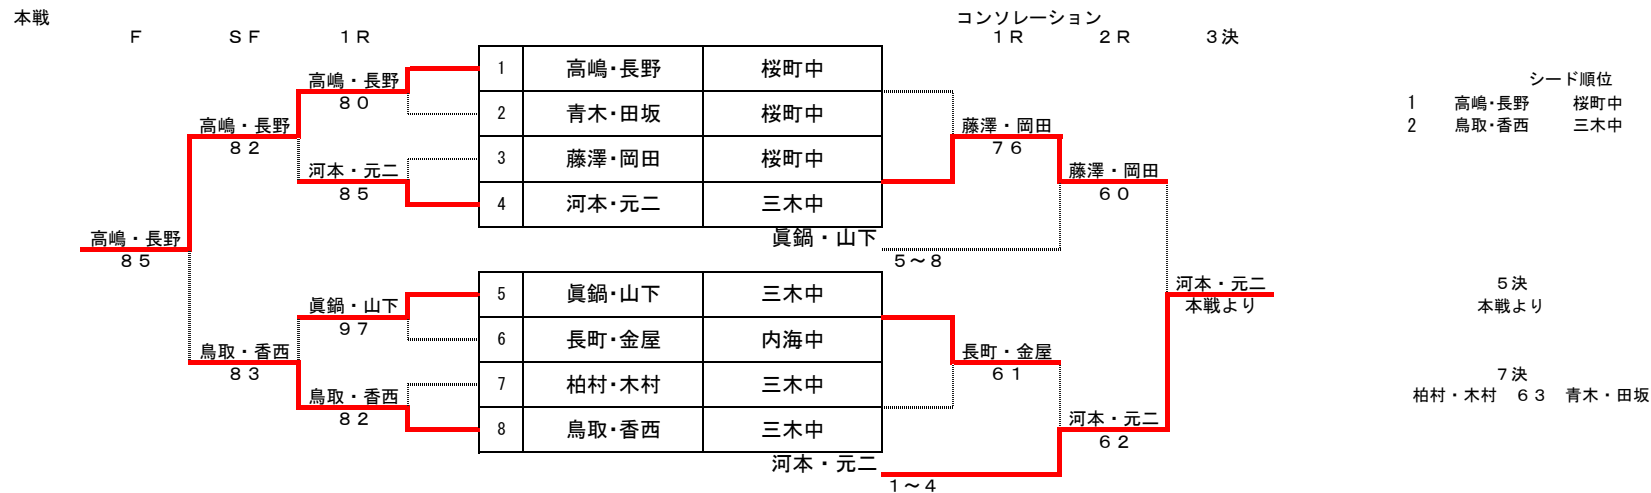 本戦
コンソレーション
Ｆ ＳＦ １Ｒ
１Ｒ ２Ｒ ３決
1 高嶋・長野 桜町中
2 青木・田坂 桜町中
3 藤澤・岡田 桜町中
4 河本・元二 三木中
5 眞鍋・山下 三木中
6 長町・金屋 内海中
7 柏村・木村 三木中
8 鳥取・香西 三木中
高嶋・長野
８０
河本・元二
８５
眞鍋・山下
９７
鳥取・香西
８２
高嶋・長野
８２
鳥取・香西
８３
高嶋・長野
８５
藤澤・岡田
７６
長町・金屋
６１
眞鍋・山下
５～８
河本・元二
１～４
藤澤・岡田
６０
河本・元二
６２
河本・元二
本戦より
シード順位
1 高嶋・長野 桜町中
2 鳥取・香西 三木中
５決
本戦より
７決
柏村・木村 ６３ 青木・田坂